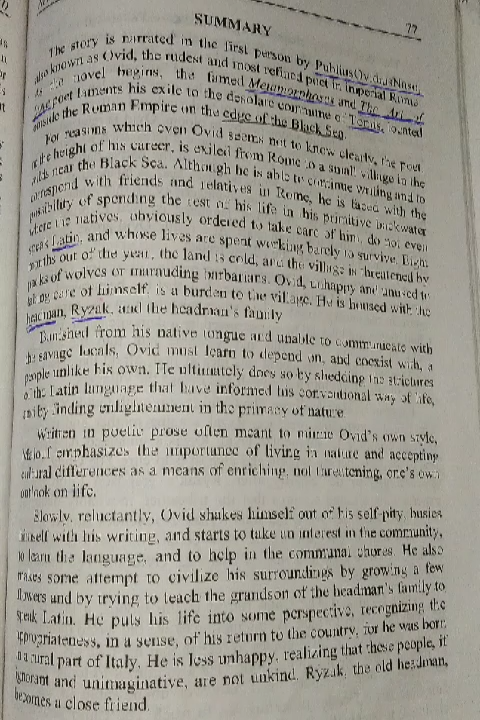 SUMMARY 77
The story is narrated in the first person by Publius Ovidius Naso,
also known as Ovid, the rudest and most refined poet in Imperial Rome
As the novel begins, the famed Metamorphoses and The Art of
poet laments his exile to the desolate commune of Tomis, located
outside the Roman Empire on the edge of the Black Sea.
For reasons which even Ovid seems not to know clearly, the poet
at the height of his career, is exiled from Rome to a small village in the
wilds near the Black Sea. Although he is able to continue writing and to
correspond with friends and relatives in Rome, he is faced with the
possibility of spending the rest of his life in his primitive backwater
where the natives, obviously ordered to take care of him, do not even
speak Latin, and whose lives are spent working barely to survive. Eight
months out of the year, the land is cold, and the village is threatened by
packs of wolves or marauding barbarians. Ovid, unhappy and unused to
taking care of himself, is a burden to the village. He is housed with the
headman, Ryzak, and the headman's family
Banished from his native tongue and unable to communicate with
the savage locals, Ovid must learn to depend on, and coexist with, a
people unlike his own. He ultimately does so by shedding the strictures
of the Latin language that have informed his conventional way of life,
and by finding enlightenment in the primacy of nature.
Written in poetic prose often meant to mimic Ovid's own style,
Malouf emphasizes the importance of living in nature and accepting
cultural differences as a means of enriching, not threatening, one's own
outlook on life.
Slowly, reluctantly, Ovid shakes himself out of his self-pity, busies
himself with his writing, and starts to take an interest in the community,
to learn the language, and to help in the communal chores. He also
makes some attempt to civilize his surroundings by growing a few
flowers and by trying to teach the grandson of the headman's family to
speak Latin. He puts his life into some perspective, recognizing the
appropriateness, in a sense, of his return to the country, for he was born
in a rural part of Italy. He is less unhappy, realizing that these people, if
ignorant and unimaginative, are not unkind. Ryzak, the old headman,
becomes a close friend.